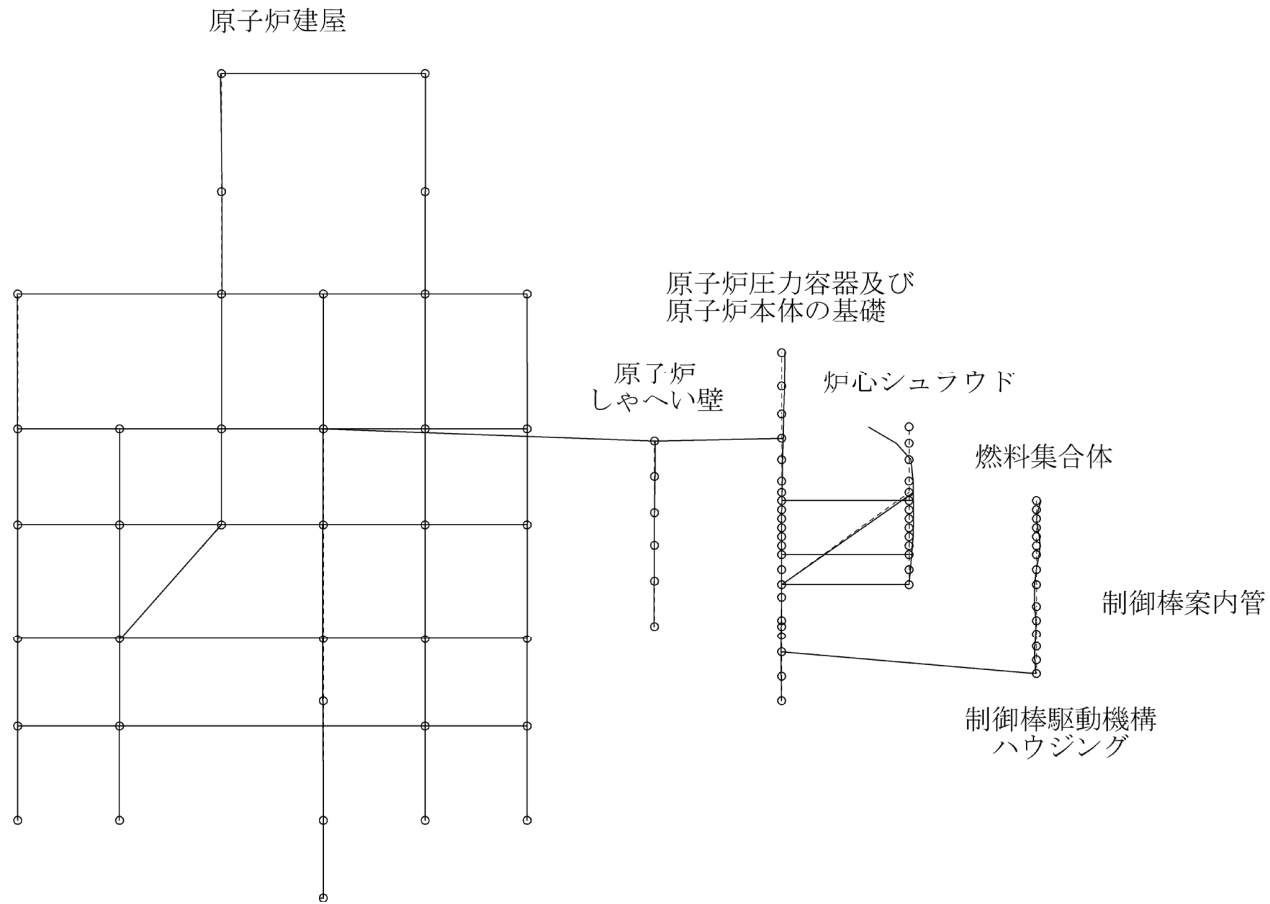 原子炉建屋
原子炉圧力容器及び
原子炉本体の基礎
原子炉
しゃへい壁
炉心シュラウド
燃料集合体
制御棒案内管
制御棒駆動機構
ハウジング